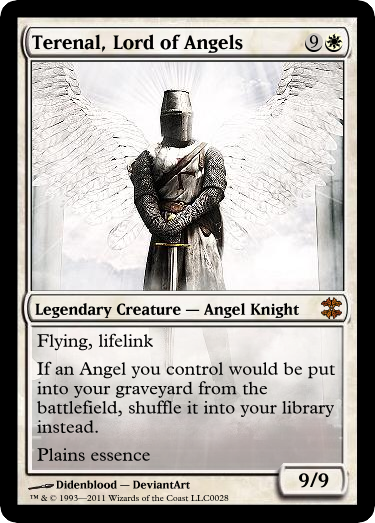 Terenal, Lord of Angels 9
Legendary Creature — Angel Knight
Flying, lifelink
If an Angel you control would be put
into your graveyard from the
battlefield, shuffle it into your library
instead.
Plains essence
Didenblood — DeviantArt
9/9
™ & © 1993—2011 Wizards of the Coast LLC0028